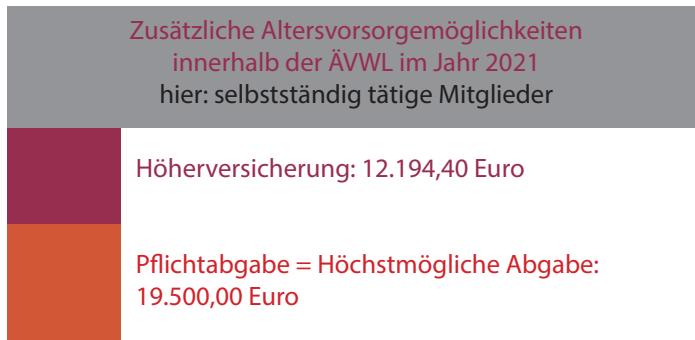 Zusätzliche Altersvorsorgemöglichkeiten
innerhalb der ÄVWL im Jahr 2021
hier: selbstständig tätige Mitglieder
Höherversicherung: 12.194,40 Euro
Pflichtabgabe = Höchstmögliche Abgabe:
19.500,00 Euro